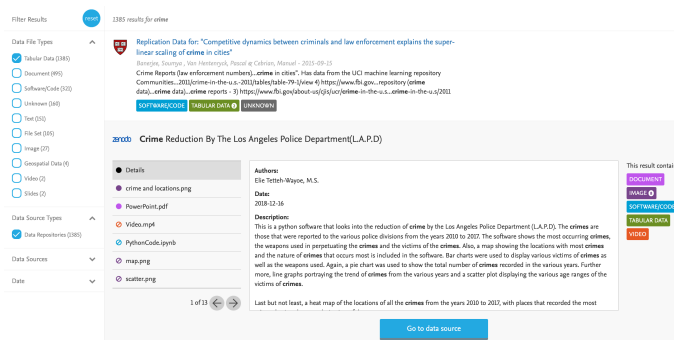 Filter Results
reset
1385 results for crime
Data File Types
Tabular Data (1385)
Document (495)
Software/Code (321)
Unknown (160)
Text (151)
File Set (105)
Image (27)
Geospatial Data (4)
Video (2)
Slides (2)
Data Source Types
Data Repositories (1385)
Data Sources
Date
Replication Data for: "Competitive dynamics between criminals and law enforcement explains the super-
linear scaling of crime in cities"
Banerjee, Soumya , Van Hentenryck, Pascal & Cebrian, Manuel - 2015-09-15
Crime Reports (law enforcement numbers)...crime in cities". Has data from the UCI machine learning repository
Communities...2011/crime-in-the-u.s.-2011/tables/table-79-1/view 4) https://www.fbi.gov...repository (crime
data)...crime data)...crime reports - 3) https://www.fbi.gov/about-us/cjis/ucr/crime-in-the-u.s...crime-in-the-u.s/2011
SOFTWARE/CODE TABULAR DATA UNKNOWN
zenodo Crime Reduction By The Los Angeles Police Department(L.A.P.D)
Details
crime and locations.png
PowerPoint.pdf
Video.mp4
PythonCode.ipynb
map.png
scatter.png
1 of 13
Authors:
Elie Tetteh-Wayoe, M.S.
Date:
2018-12-16
Description:
This is a python software that looks into the reduction of crime by the Los Angeles Police Department (L.A.P.D). The crimes are
those that were reported to the various police divisions from the years 2010 to 2017. The software shows the most occurring crimes,
the weapons used in perpetuating the crimes and the victims of the crimes. Also, a map showing the locations with most crimes
and the nature of crimes that occurs most is included in the software. Bar charts were used to display various victims of crimes as
well as the weapons used. Again, a pie chart was used to show the total number of crimes recorded in the various years. Further
more, line graphs portraying the trend of crimes from the various years and a scatter plot displaying the various age ranges of the
victims of crimes.
Last but not least, a heat map of the locations of all the crimes from the years 2010 to 2017, with places that recorded the most
This result contai
DOCUMENT
IMAGE
SOFTWARE/CODE
TABULAR DATA
VIDEO
Go to data source